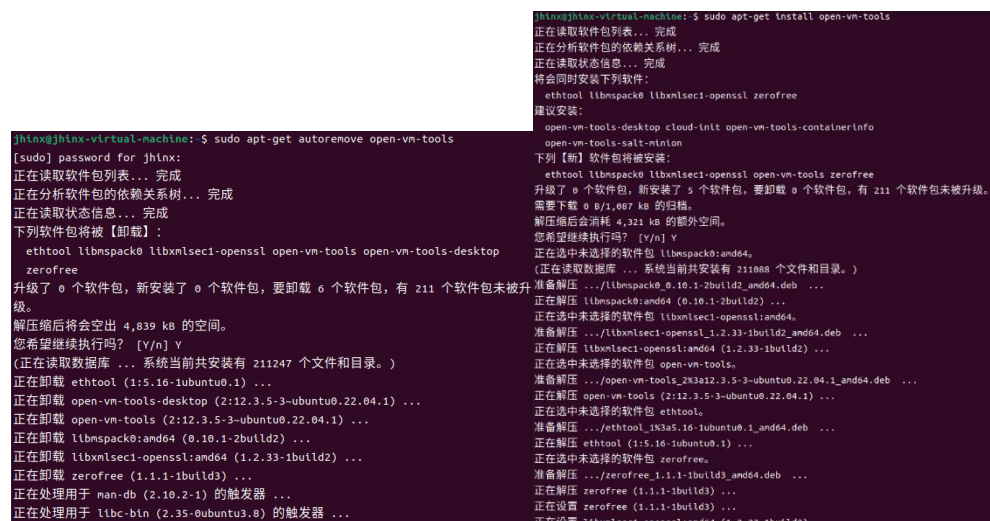 jhinx@jhinx-virtual-machine:~$ sudo apt-get autoremove open-vm-tools
[sudo] password for jhinx:
正在读取软件包列表... 完成
正在分析软件包的依赖关系树... 完成
正在读取状态信息... 完成
下列软件包将被【卸载】:
ethtool libmspack0 libxmlsec1-openssl open-vm-tools open-vm-tools-desktop
zerofree
升级了 0 个软件包，新安装了 0 个软件包，要卸载 6 个软件包，有 211 个软件包未被升
级。
解压缩后将会空出 4,839 kB 的空间。
您希望继续执行吗？ [Y/n] Y
(正在读取数据库 ... 系统当前共安装有 211247 个文件和目录。)
正在卸载 ethtool (1:5.16-1ubuntu0.1) ...
正在卸载 open-vm-tools-desktop (2:12.3.5-3~ubuntu0.22.04.1) ...
正在卸载 open-vm-tools (2:12.3.5-3~ubuntu0.22.04.1) ...
正在卸载 libmspack0:amd64 (0.10.1-2build2) ...
正在卸载 libxmlsec1-openssl:amd64 (1.2.33-1build2) ...
正在卸载 zerofree (1.1.1-1build3) ...
正在处理用于 man-db (2.10.2-1) 的触发器 ...
正在处理用于 libc-bin (2.35-0ubuntu3.8) 的触发器 ...
jhinx@jhinx-virtual-machine:~$ sudo apt-get install open-vm-tools
正在读取软件包列表... 完成
正在分析软件包的依赖关系树... 完成
正在读取状态信息... 完成
将会同时安装下列软件:
ethtool libmspack0 libxmlsec1-openssl zerofree
建议安装:
open-vm-tools-desktop cloud-init open-vm-tools-containerinfo
open-vm-tools-salt-minion
下列【新】软件包将被安装:
ethtool libmspack0 libxmlsec1-openssl open-vm-tools zerofree
升级了 0 个软件包，新安装了 5 个软件包，要卸载 0 个软件包，有 211 个软件包未被升级。
需要下载 0 B/1,087 kB 的归档。
解压缩后会消耗 4,321 kB 的额外空间。
您希望继续执行吗？ [Y/n] Y
正在选中未选择的软件包 libmspack0:amd64。
(正在读取数据库 ... 系统当前共安装有 211088 个文件和目录。)
准备解压 .../libmspack0_0.10.1-2build2_amd64.deb ...
正在解压 libmspack0:amd64 (0.10.1-2build2) ...
正在选中未选择的软件包 libxmlsec1-openssl:amd64。
准备解压 .../libxmlsec1-openssl_1.2.33-1build2_amd64.deb ...
正在解压 libxmlsec1-openssl:amd64 (1.2.33-1build2) ...
正在选中未选择的软件包 open-vm-tools。
准备解压 .../open-vm-tools_2%3a12.3.5-3~ubuntu0.22.04.1_amd64.deb ...
正在解压 open-vm-tools (2:12.3.5-3~ubuntu0.22.04.1) ...
正在选中未选择的软件包 ethtool。
准备解压 .../ethtool_1%3a5.16-1ubuntu0.1_amd64.deb ...
正在解压 ethtool (1:5.16-1ubuntu0.1) ...
正在选中未选择的软件包 zerofree。
准备解压 .../zerofree_1.1.1-1build3_amd64.deb ...
正在解压 zerofree (1.1.1-1build3) ...
正在设置 zerofree (1.1.1-1build3) ...